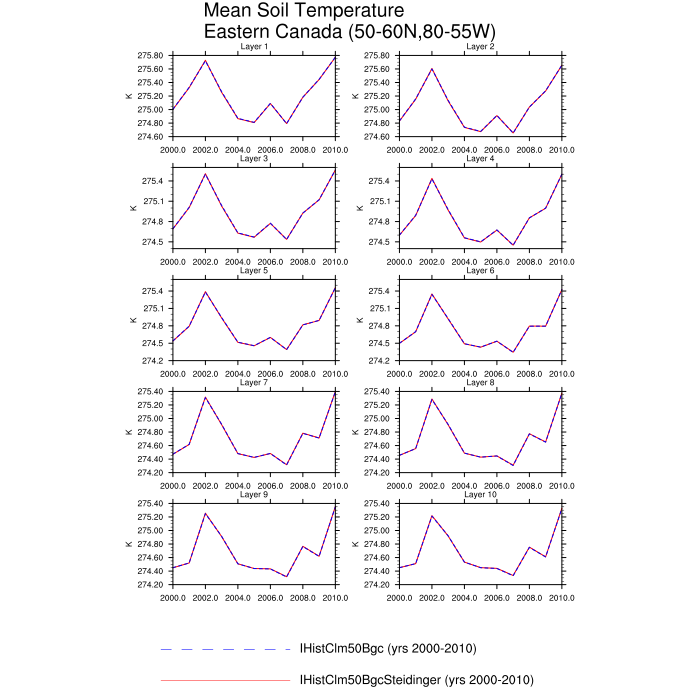 Mean Soil Temperature
Eastern Canada (50-60N,80-55W)
Layer 1
275.80
275.60
275.40
275.20
275.00
274.80
274.60
K
2000.0 2002.0 2004.0 2006.0 2008.0 2010.0
Layer 2
275.80
275.60
275.40
275.20
275.00
274.80
274.60
K
2000.0 2002.0 2004.0 2006.0 2008.0 2010.0
Layer 3
275.4
275.1
274.8
274.5
K
2000.0 2002.0 2004.0 2006.0 2008.0 2010.0
Layer 4
275.4
275.1
274.8
274.5
K
2000.0 2002.0 2004.0 2006.0 2008.0 2010.0
Layer 5
275.4
275.1
274.8
274.5
274.2
K
2000.0 2002.0 2004.0 2006.0 2008.0 2010.0
Layer 6
275.4
275.1
274.8
274.5
274.2
K
2000.0 2002.0 2004.0 2006.0 2008.0 2010.0
Layer 7
275.40
275.20
275.00
274.80
274.60
274.40
274.20
K
2000.0 2002.0 2004.0 2006.0 2008.0 2010.0
Layer 8
275.40
275.20
275.00
274.80
274.60
274.40
274.20
K
2000.0 2002.0 2004.0 2006.0 2008.0 2010.0
Layer 9
275.40
275.20
275.00
274.80
274.60
274.40
274.20
K
2000.0 2002.0 2004.0 2006.0 2008.0 2010.0
Layer 10
275.40
275.20
275.00
274.80
274.60
274.40
274.20
K
2000.0 2002.0 2004.0 2006.0 2008.0 2010.0
IHistClm50Bgc (yrs 2000-2010)
IHistClm50BgcSteidinger (yrs 2000-2010)